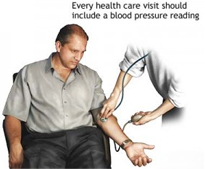 Every health care visit should
include a blood pressure reading